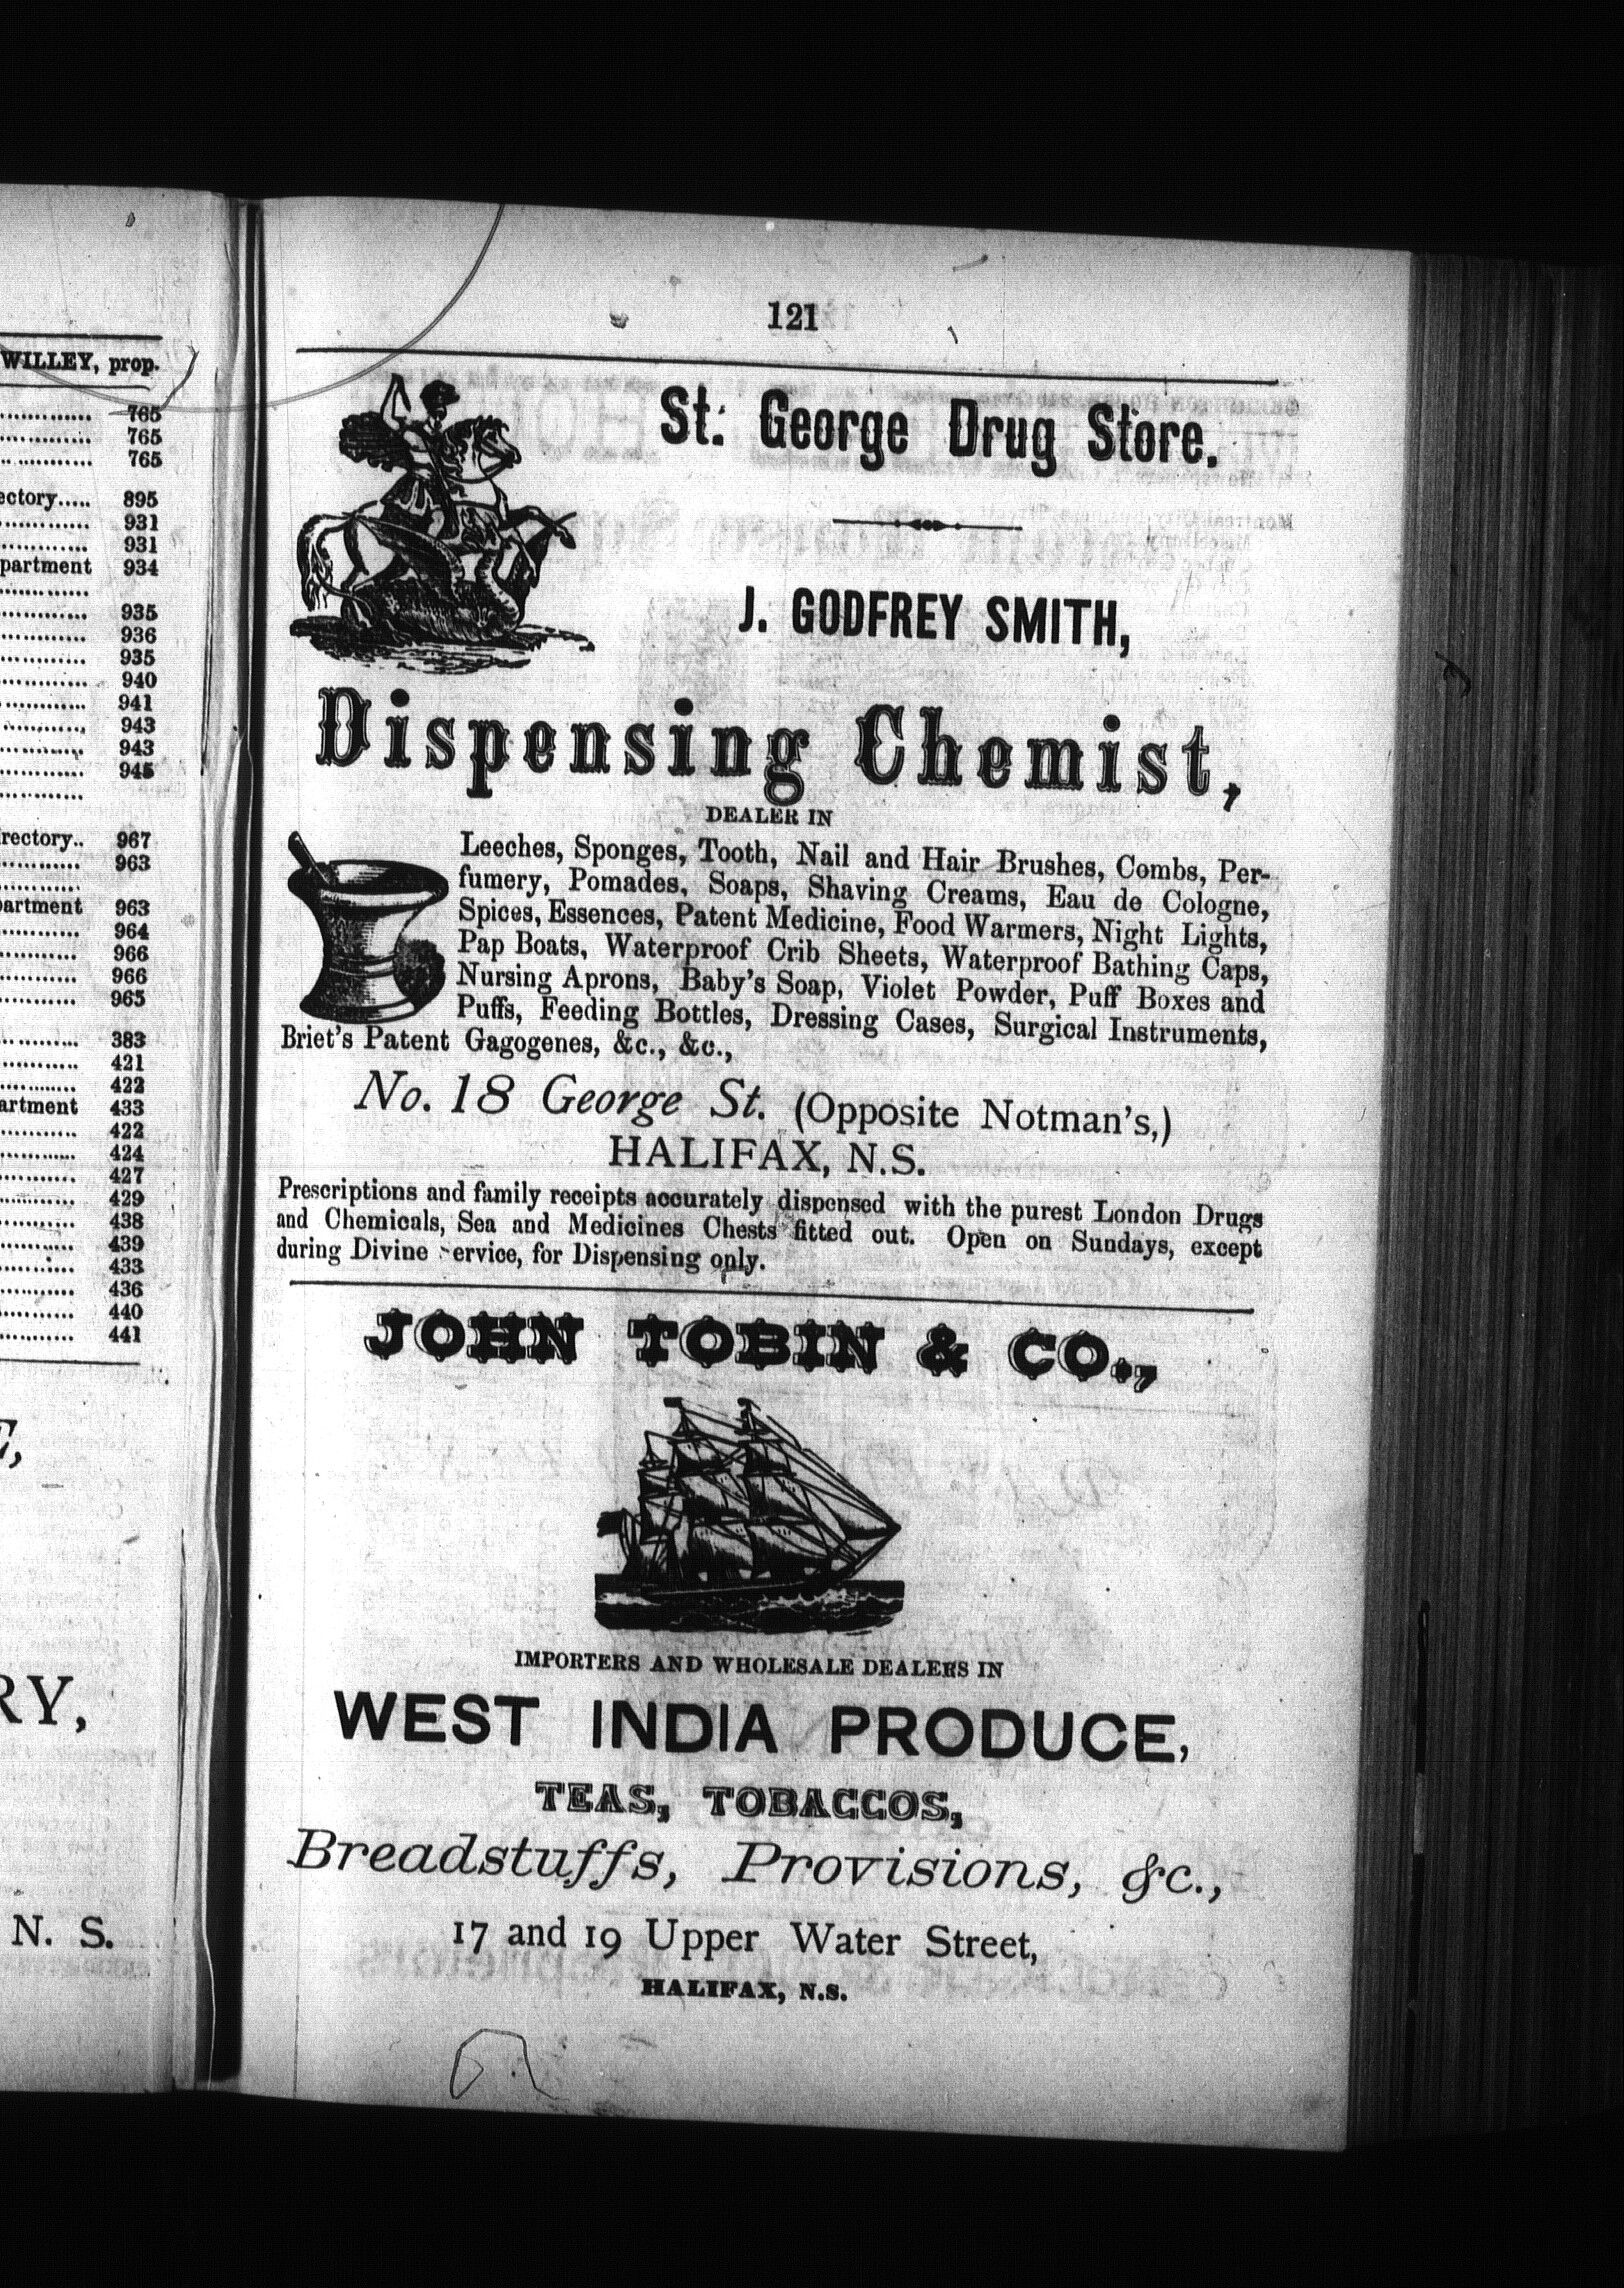 WILLEY, prop.
765
765
765
ectory..... 895
931
931
partment 934
935
936
935
940
941
943
943
945
rectory.. 967
963
partment 963
964
966
966
965
383
421
422
artment 433
422
424
427
429
438
439
433
436
440
441
E,
RY,
N. S.
121
St. George Drug Store.
J. GODFREY SMITH,
Dispensing Chemist,
DEALER IN
Leeches, Sponges, Tooth, Nail and Hair Brushes, Combs, Per-
fumery, Pomades, Soaps, Shaving Creams, Eau de Cologne,
Spices, Essences, Patent Medicine, Food Warmers, Night Lights,
Pap Boats, Waterproof Crib Sheets, Waterproof Bathing Caps,
Nursing Aprons, Baby's Soap, Violet Powder, Puff Boxes and
Puffs, Feeding Bottles, Dressing Cases, Surgical Instruments,
Briet's Patent Gagogenes, &c., &c.,
No. 18 George St. (Opposite Notman's,)
HALIFAX, N.S.
Prescriptions and family receipts accurately dispensed with the purest London Drugs
and Chemicals, Sea and Medicines Chests fitted out. Open on Sundays, except
during Divine ervice, for Dispensing only.
JOHN TOBIN & CO.,
IMPORTERS AND WHOLESALE DEALERS IN
WEST INDIA PRODUCE,
TEAS, TOBACCOS,
Breadstuffs, Provisions, &c.,
17 and 19 Upper Water Street,
HALIFAX, N.S.